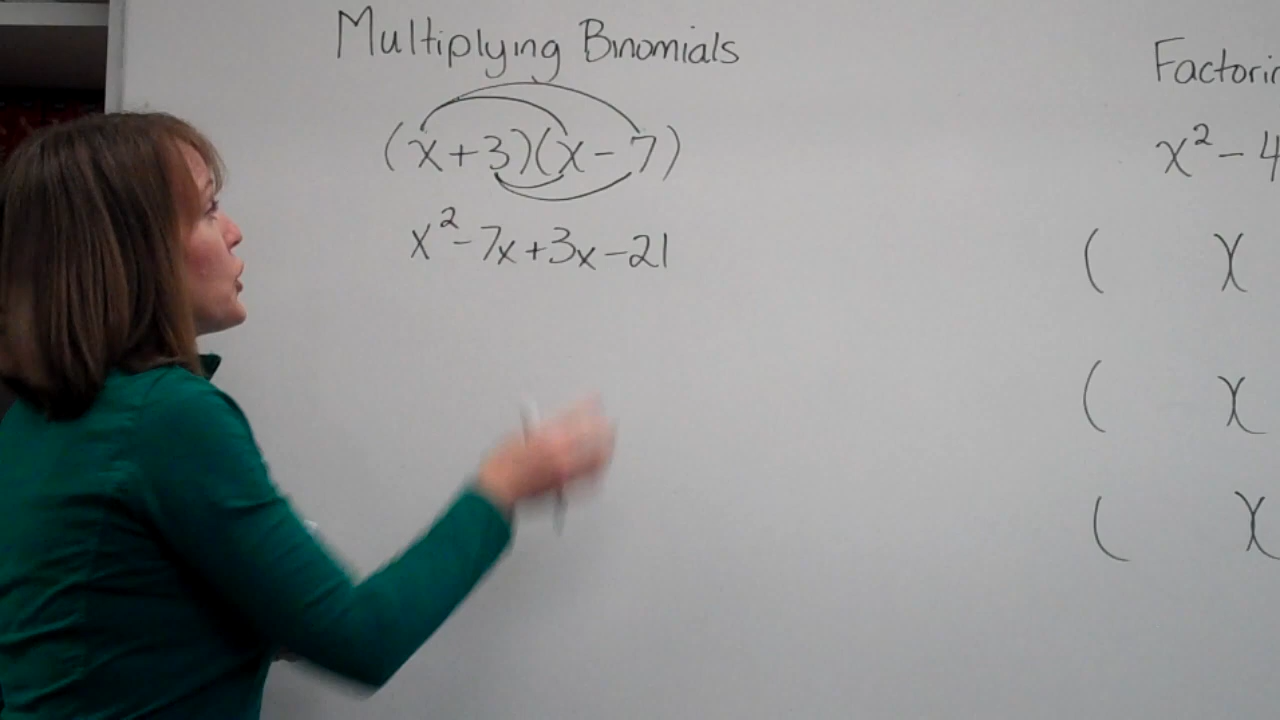 Multiplying Binomials
(x+3)(x-7)
x²-7x+3x-21
Factorin
x²-4
( )(
( )(
( )(